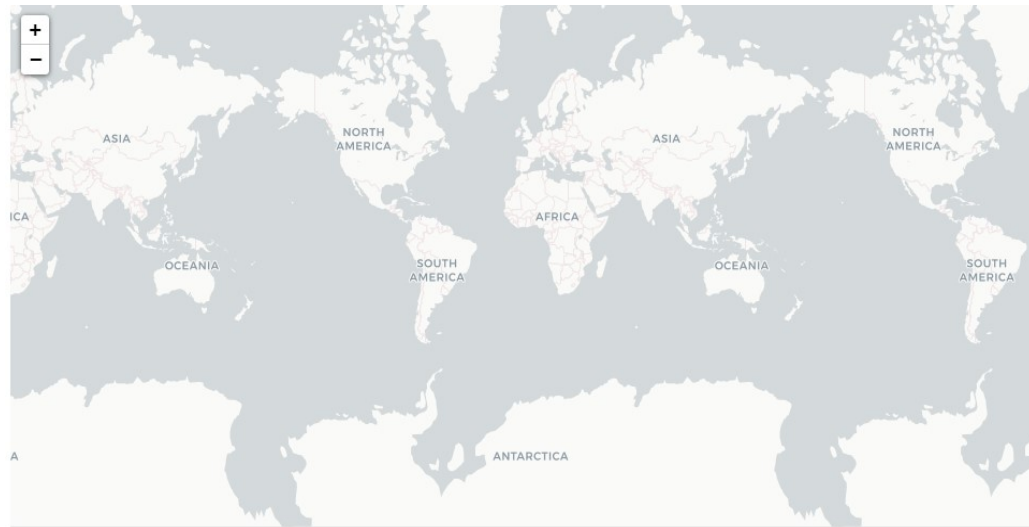 +
−
ASIA
NORTH
AMERICA
ASIA
NORTH
AMERICA
ICA
AFRICA
OCEANIA
SOUTH
AMERICA
OCEANIA
SOUTH
AMERICA
A
ANTARCTICA